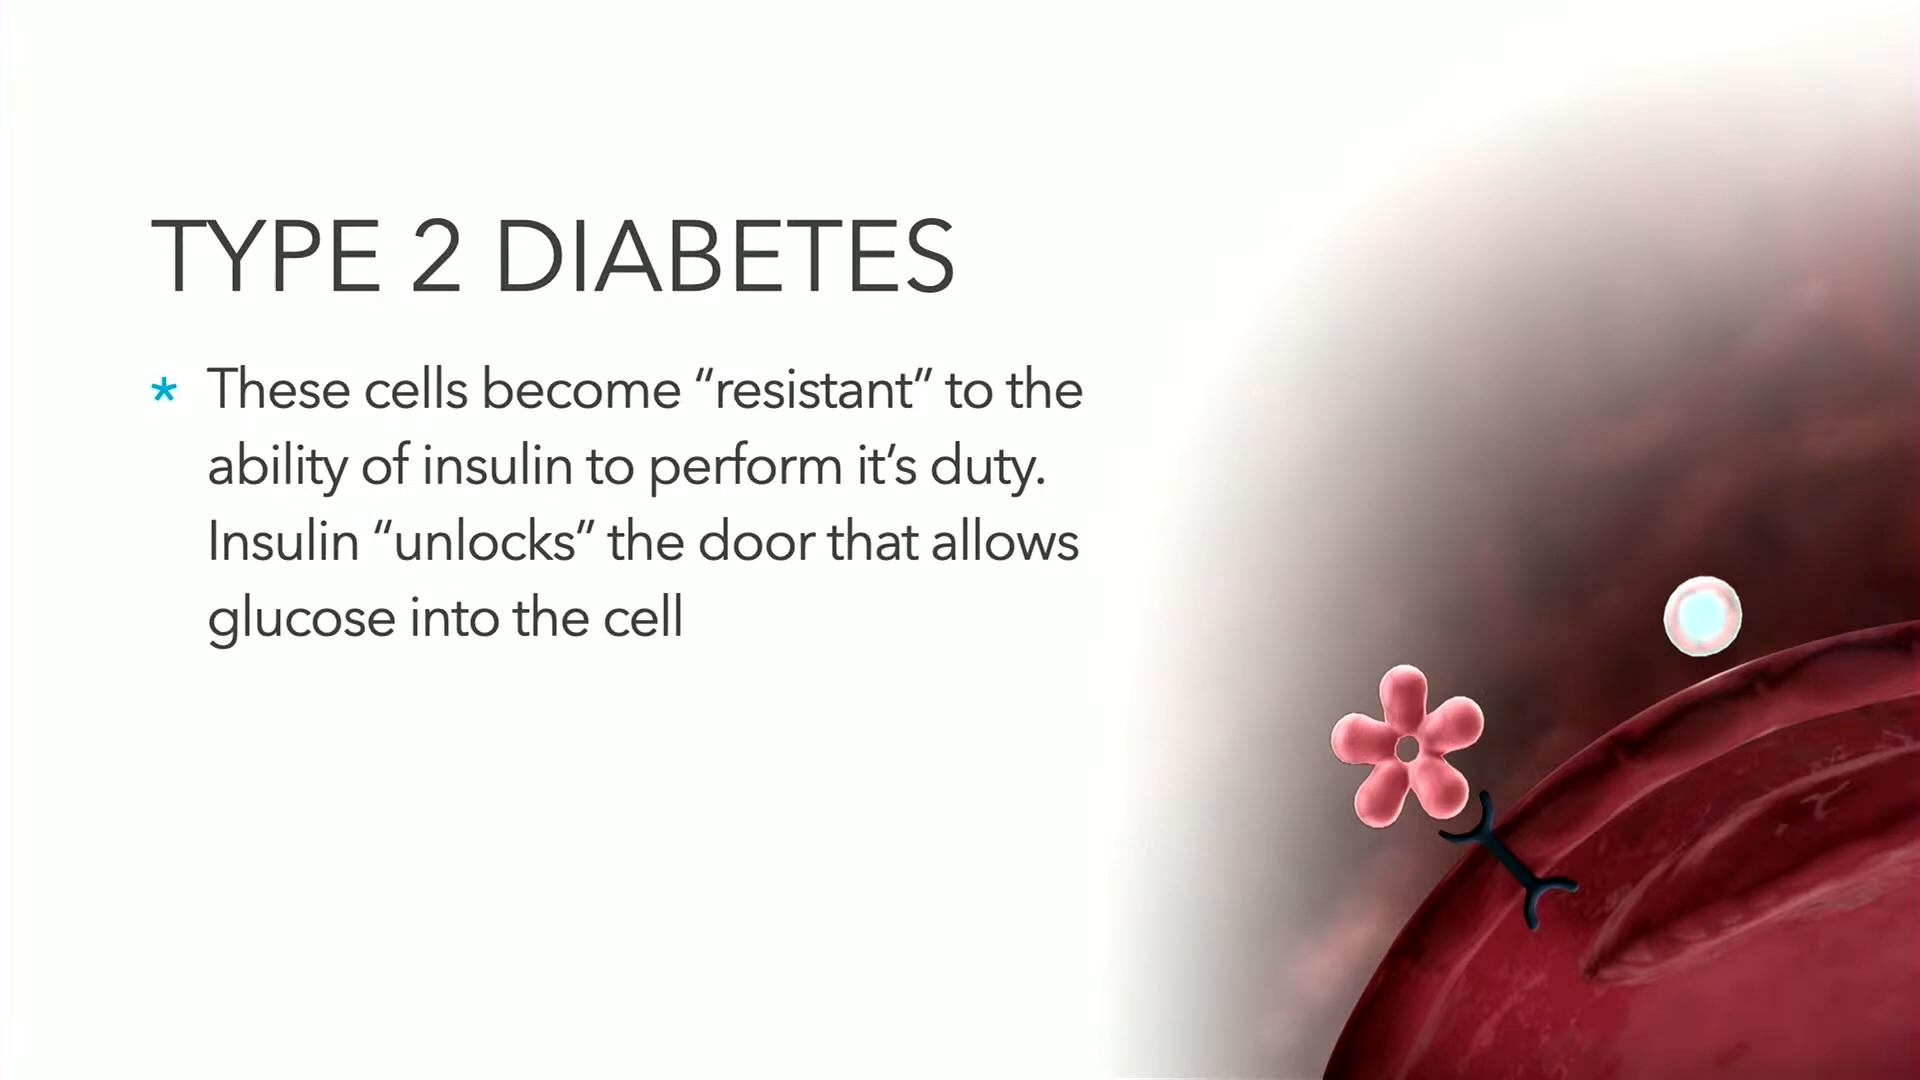 TYPE 2 DIABETES
* These cells become “resistant” to the
ability of insulin to perform it’s duty.
Insulin “unlocks” the door that allows
glucose into the cell